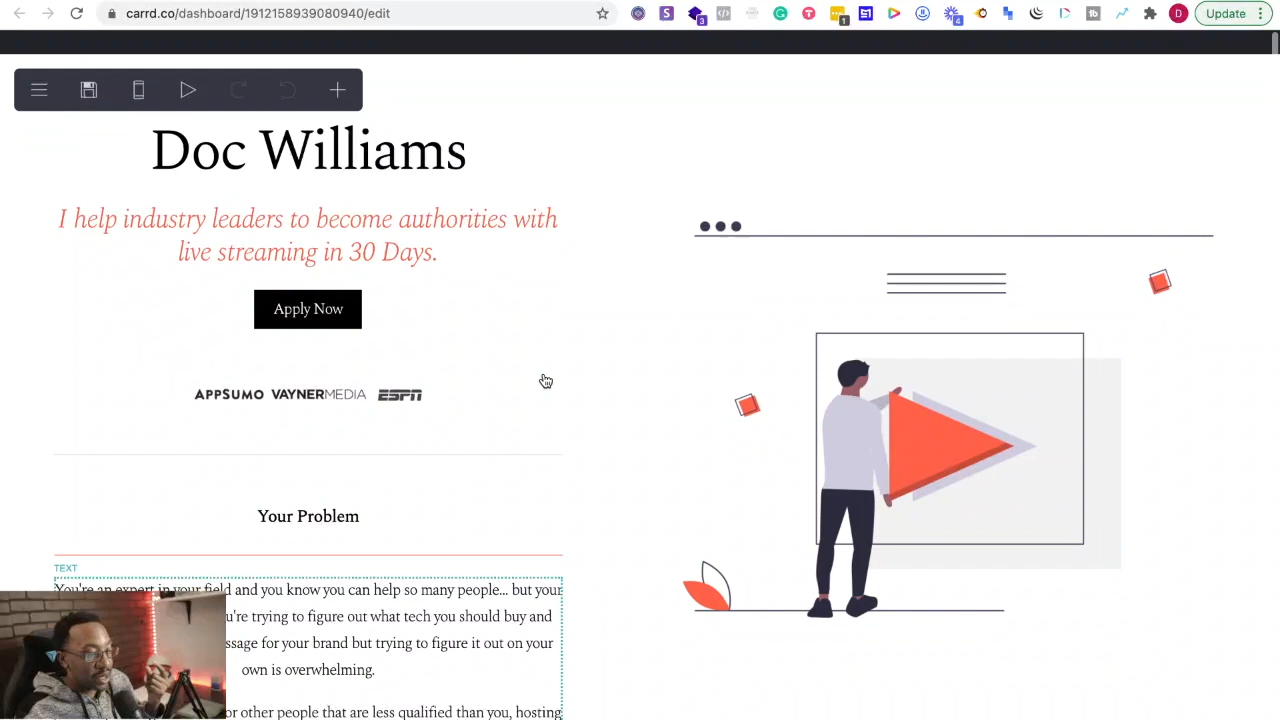 carrd.co/dashboard/1912158939080940/edit
Update
Doc Williams
I help industry leaders to become authorities with
live streaming in 30 Days.
Apply Now
APPSUMO VAYNERMEDIA ESPN
Your Problem
TEXT
You're an expert in your field and you know you can help so many people... but your
u're trying to figure out what tech you should buy and
ssage for your brand but trying to figure it out on your
own is overwhelming.
or other people that are less qualified than you, hosting